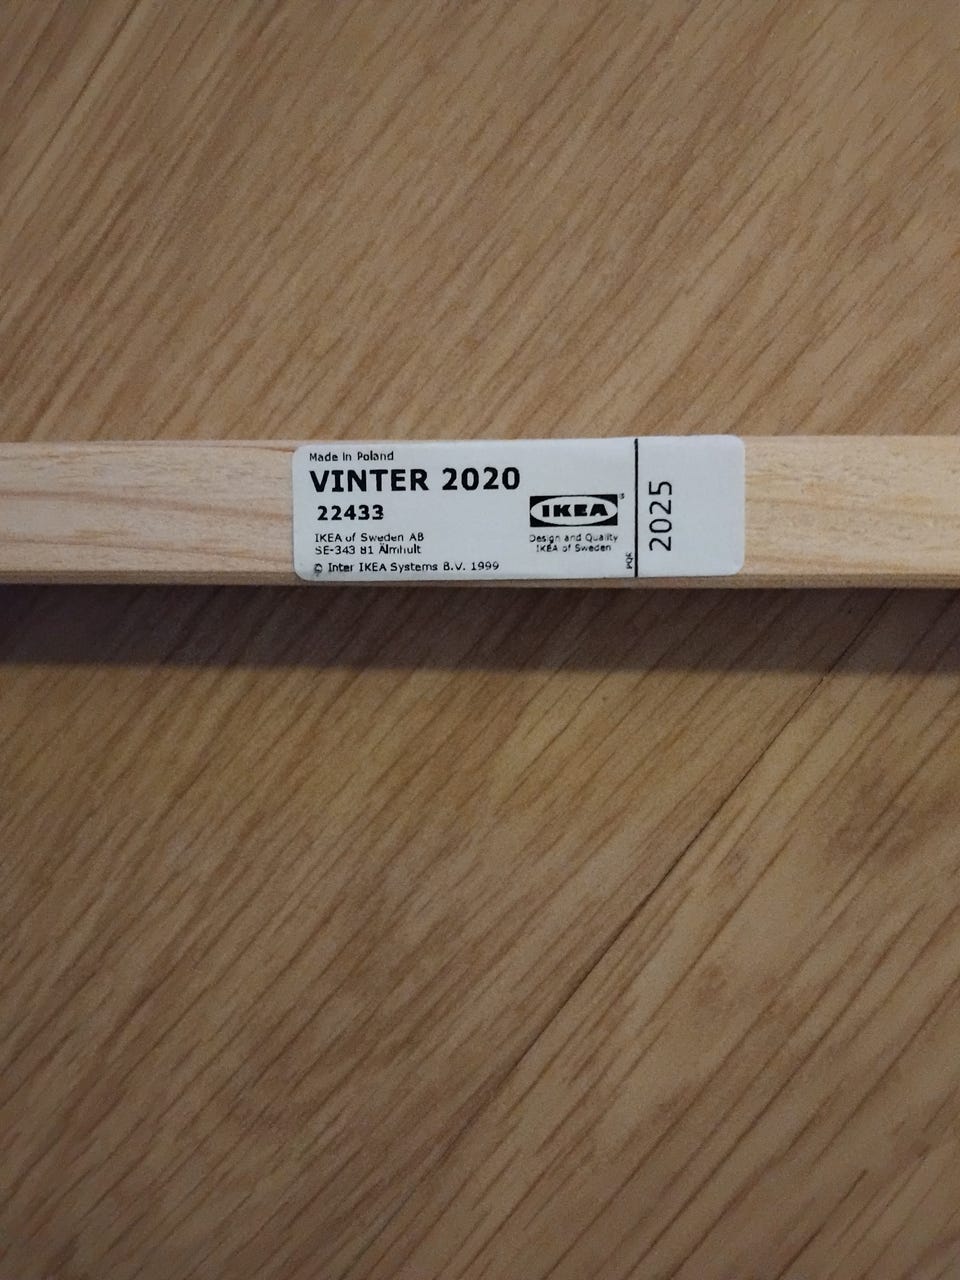 Made in Poland
VINTER 2020
22433
IKEA of Sweden AB
SE-343 81 Älmhult
© Inter IKEA Systems B.V. 1999
IKEA®
Design and Quality
IKEA of Sweden
2025